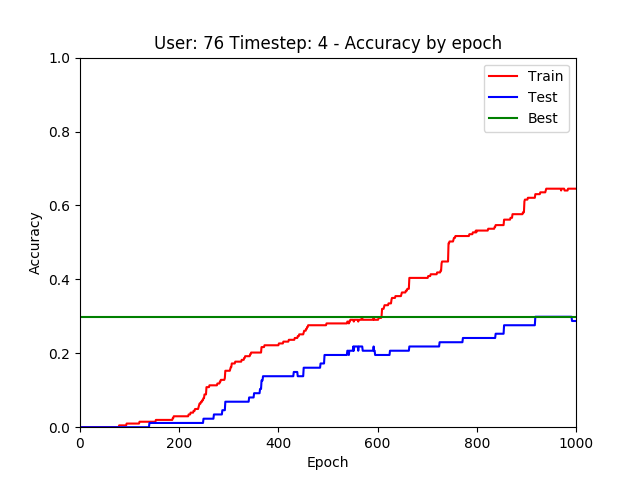 User: 76 Timestep: 4 - Accuracy by epoch
1.0
0.8
0.6
0.4
0.2
0.0
Accuracy
Train
Test
Best
0 200 400 600 800 1000
Epoch